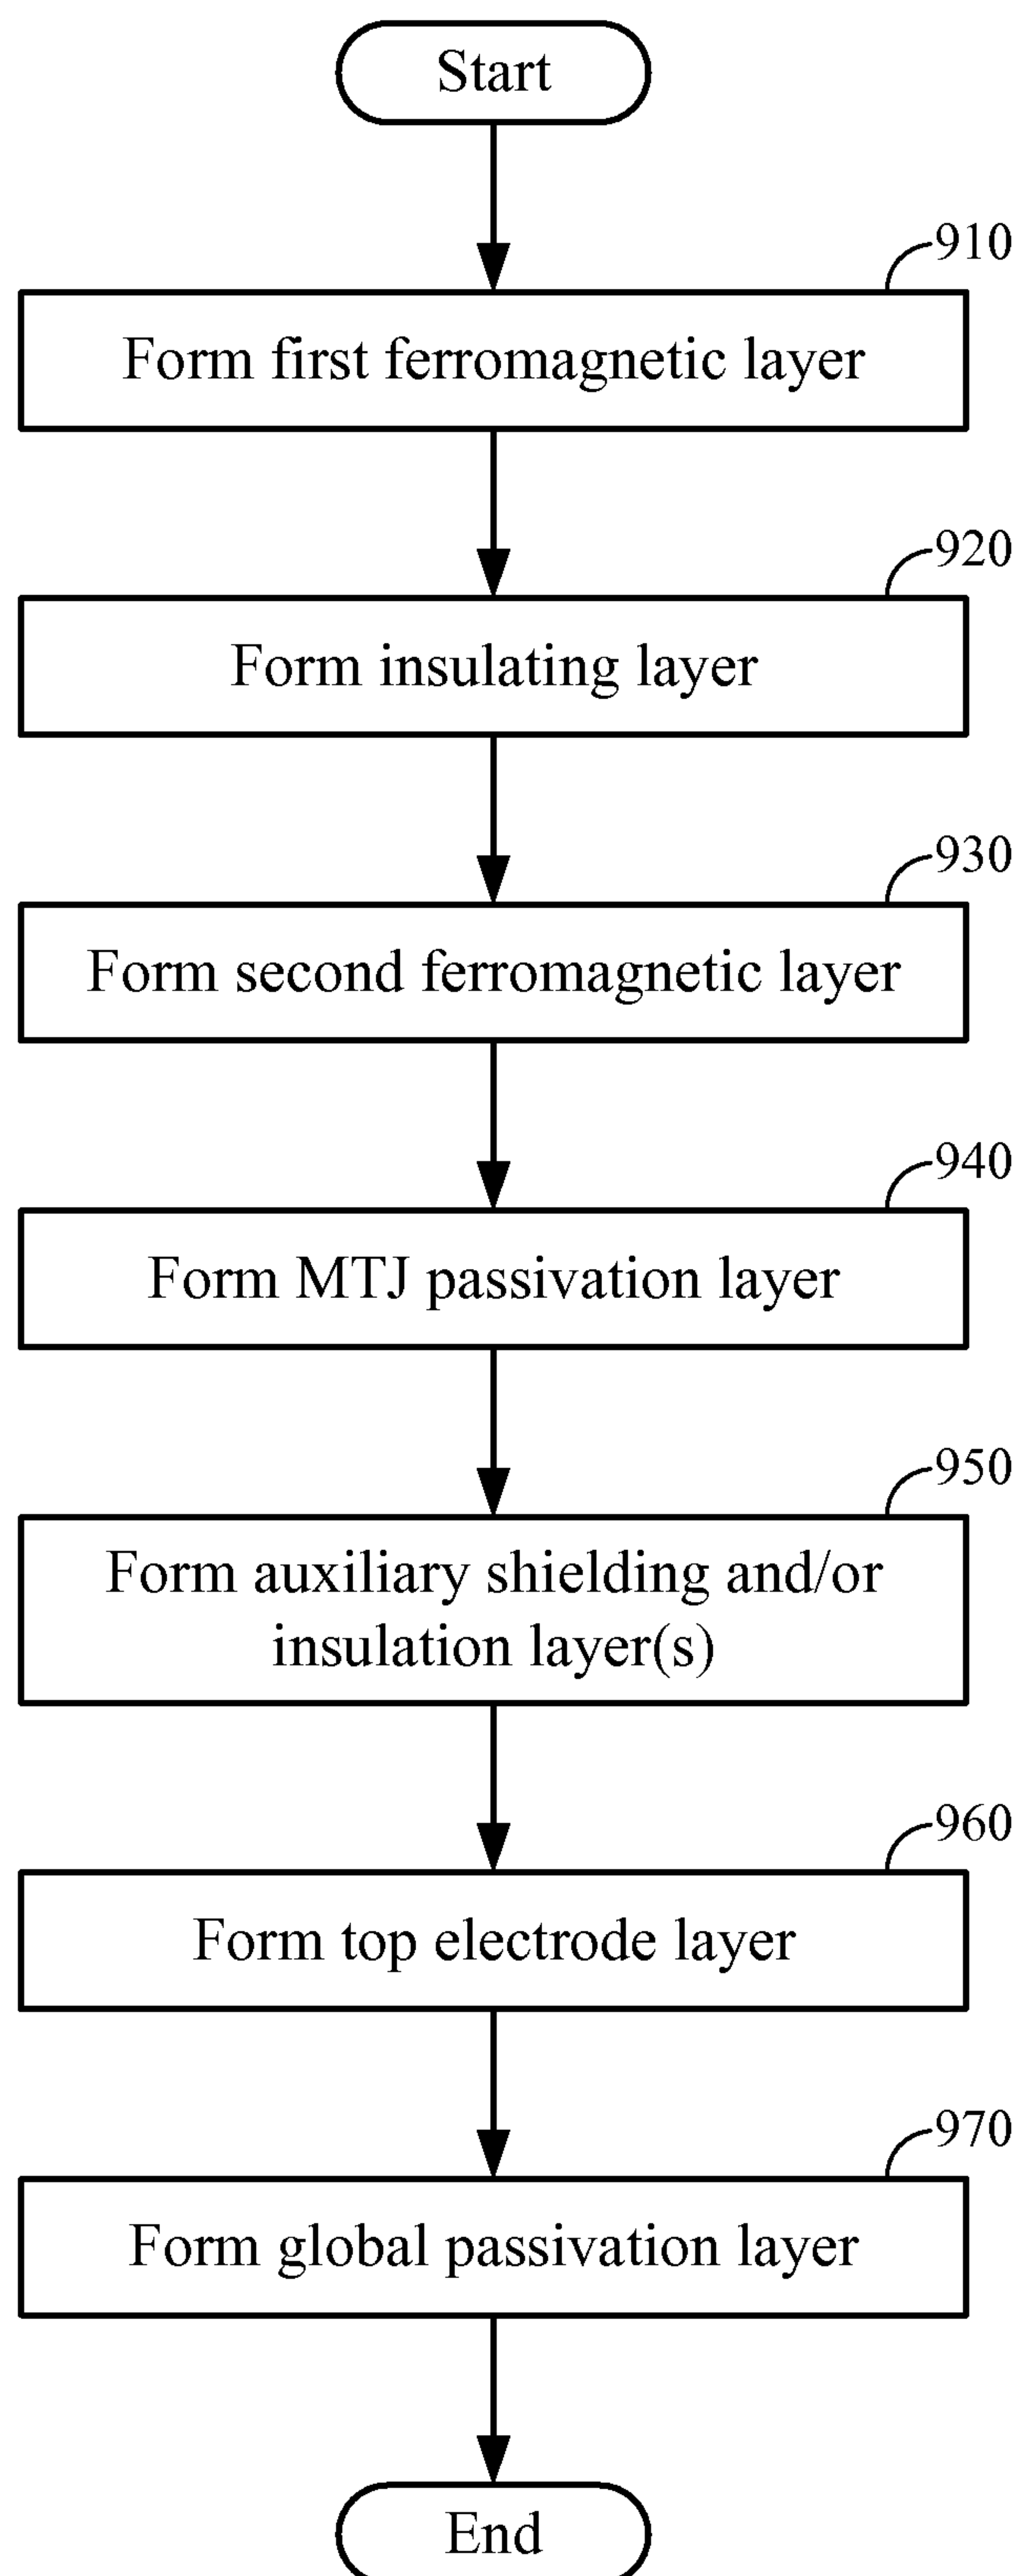 Start
910
Form first ferromagnetic layer
920
Form insulating layer
930
Form second ferromagnetic layer
940
Form MTJ passivation layer
950
Form auxiliary shielding and/or
insulation layer(s)
960
Form top electrode layer
970
Form global passivation layer
End